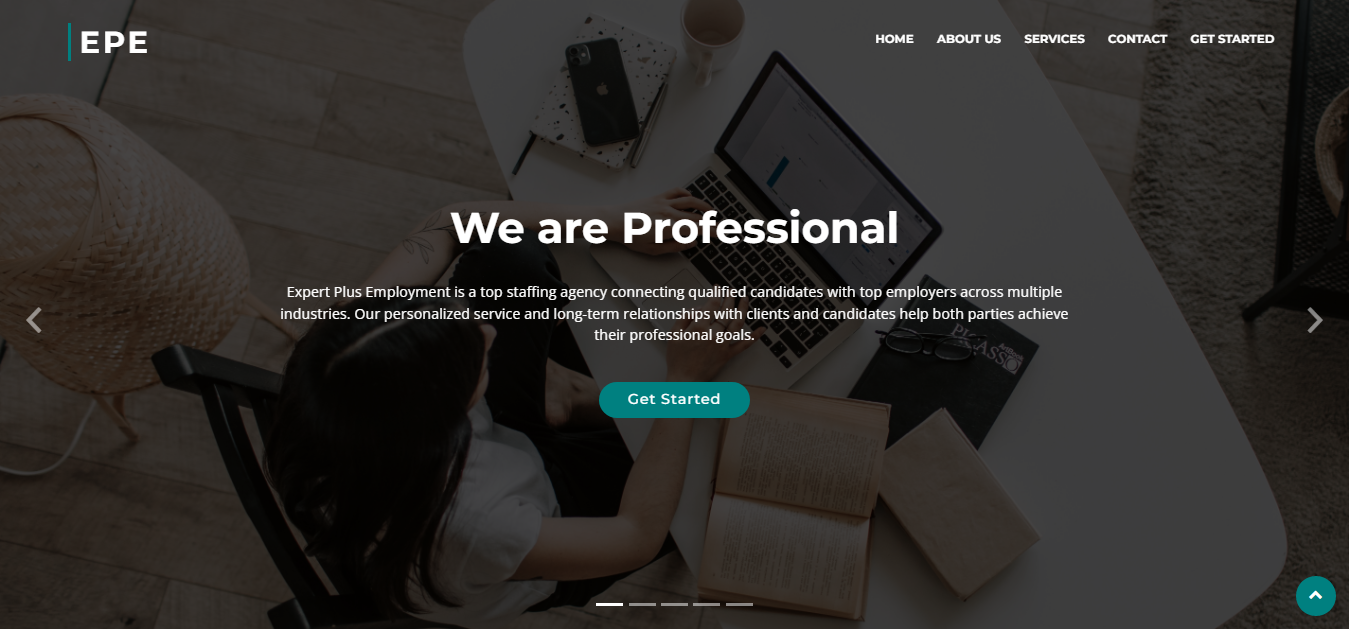 EPE
HOME
ABOUT US
SERVICES
CONTACT
GET STARTED
We are Professional
Expert Plus Employment is a top staffing agency connecting qualified candidates with top employers across multiple
industries. Our personalized service and long-term relationships with clients and candidates help both parties achieve
their professional goals.
PICASSO
Get Started